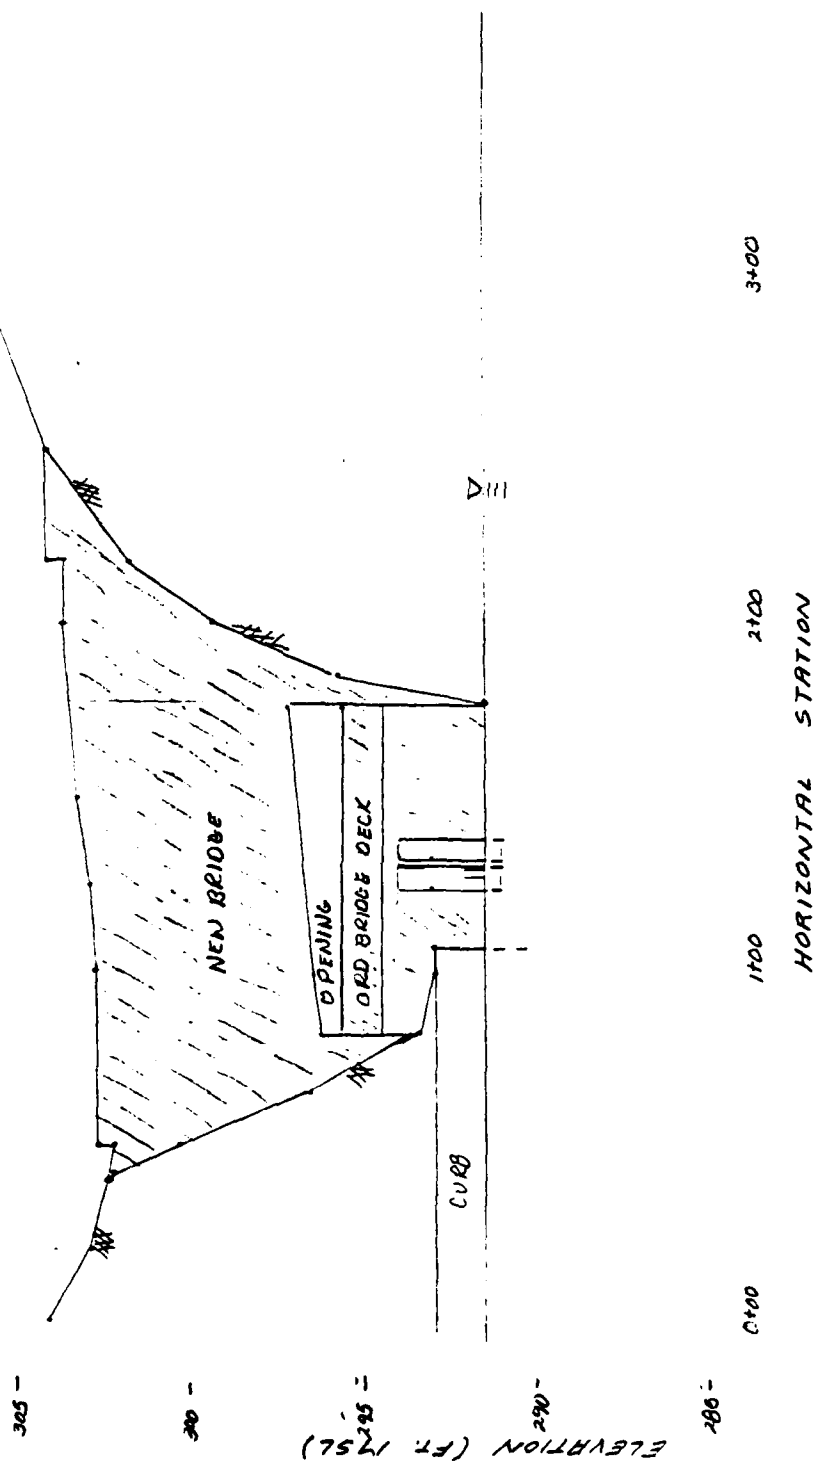 ELEVATION (FT. MSL)
305 -
300 -
295 -
290 -
285 -
NEW BRIDGE
OPENING
ORD BRIDGE DECK
CURB
0+00
1+00
2+00
3+00
HORIZONTAL STATION